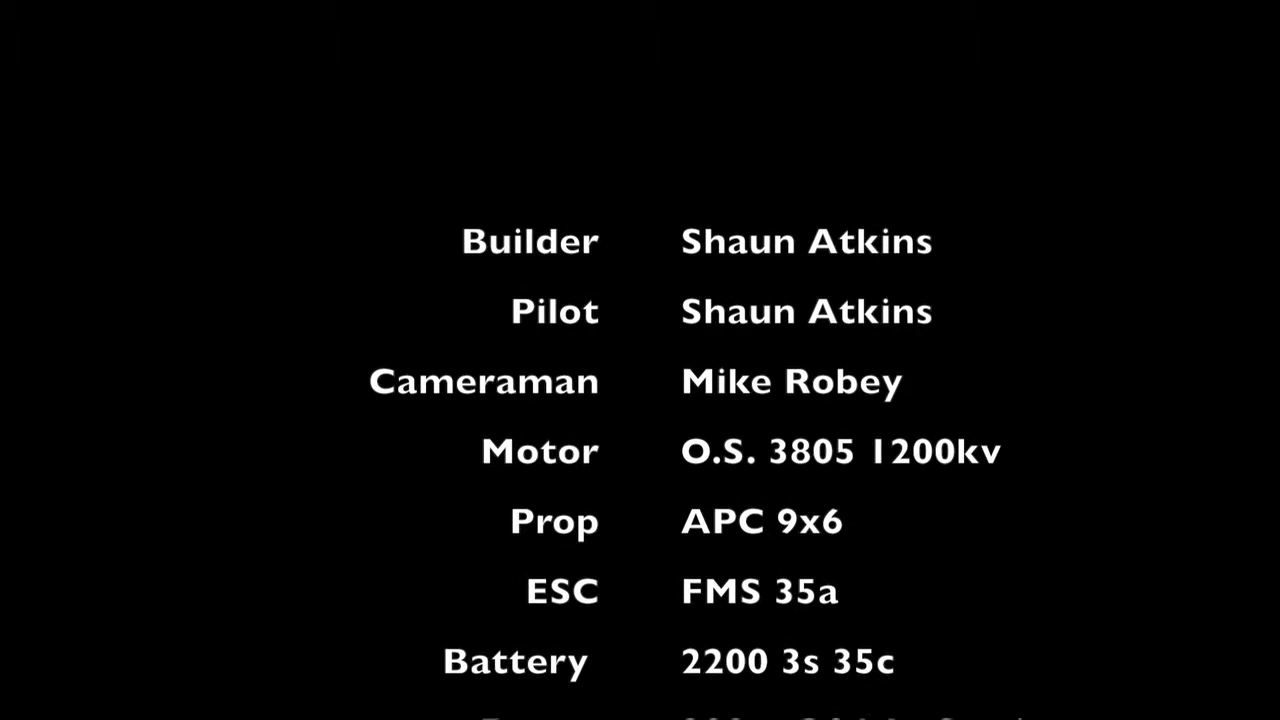 Builder Shaun Atkins
Pilot Shaun Atkins
Cameraman Mike Robey
Motor O.S. 3805 1200kv
Prop APC 9x6
ESC FMS 35a
Battery 2200 3s 35c